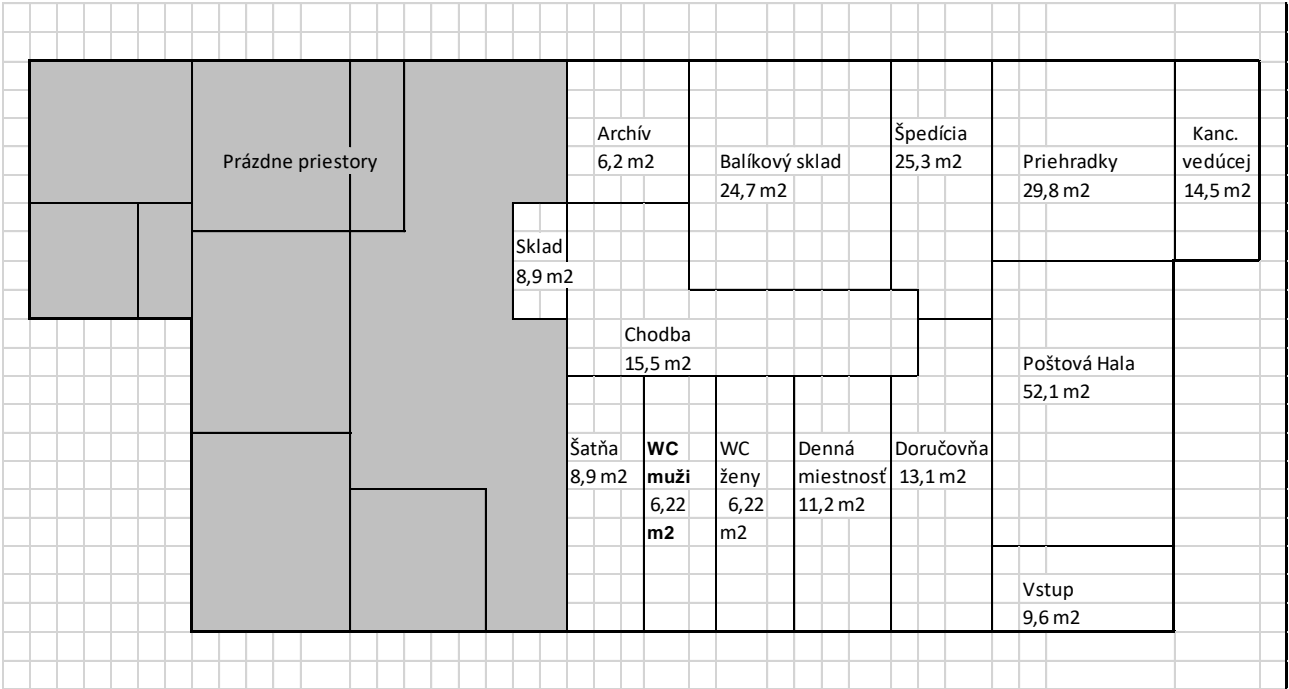 Prázdne priestory
Archív
6,2 m2
Balíkový sklad
24,7 m2
Špedícia
25,3 m2
Priehradky
29,8 m2
Kanc.
vedúcej
14,5 m2
Sklad
8,9 m2
Chodba
15,5 m2
Poštová Hala
52,1 m2
Šatňa
8,9 m2
WC
muži
6,22
m2
WC
ženy
6,22
m2
Denná
miestnosť
11,2 m2
Doručovňa
13,1 m2
Vstup
9,6 m2